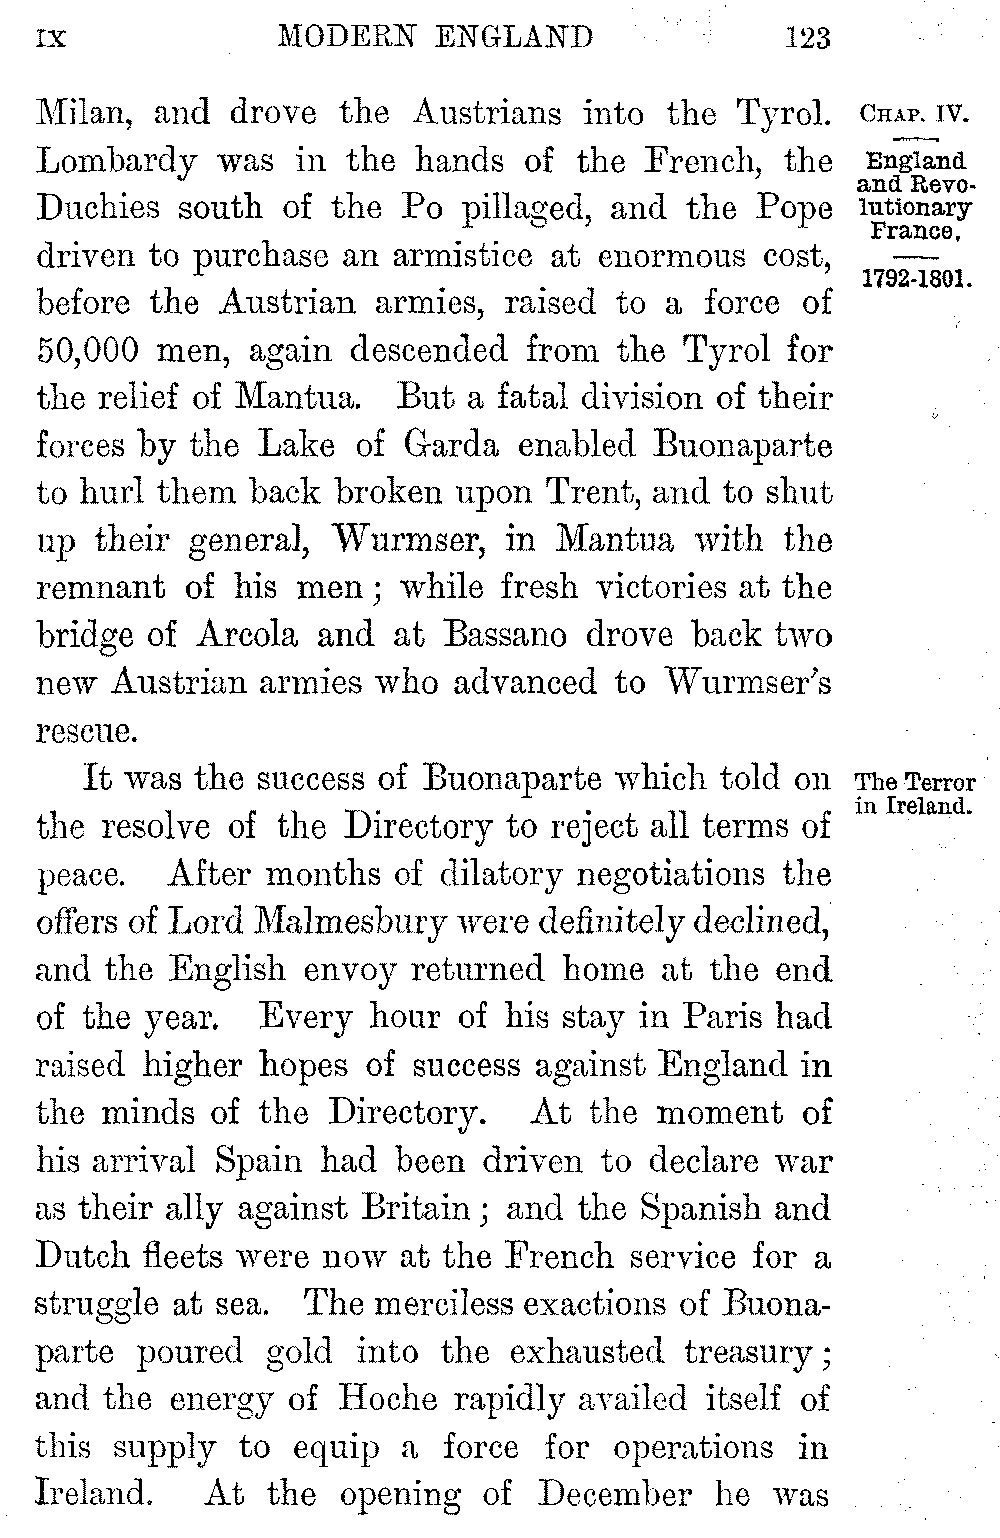 IX MODERN ENGLAND 123
Milan, and drove the Austrians into the Tyrol.
Lombardy was in the hands of the French, the
Duchies south of the Po pillaged, and the Pope
driven to purchase an armistice at enormous cost,
before the Austrian armies, raised to a force of
50,000 men, again descended from the Tyrol for
the relief of Mantua. But a fatal division of their
forces by the Lake of Garda enabled Buonaparte
to hurl them back broken upon Trent, and to shut
up their general, Wurmser, in Mantua with the
remnant of his men ; while fresh victories at the
bridge of Arcola and at Bassano drove back two
new Austrian armies who advanced to Wurmser's
rescue.
It was the success of Buonaparte which told on
the resolve of the Directory to reject all terms of
peace. After months of dilatory negotiations the
offers of Lord Malmesbury were definitely declined,
and the English envoy returned home at the end
of the year. Every hour of his stay in Paris had
raised higher hopes of success against England in
the minds of the Directory. At the moment of
his arrival Spain had been driven to declare war
as their ally against Britain ; and the Spanish and
Dutch fleets were now at the French service for a
struggle at sea. The merciless exactions of Buona-
parte poured gold into the exhausted treasury ;
and the energy of Hoche rapidly availed itself of
this supply to equip a force for operations in
Ireland. At the opening of December he was
CHAP. IV.
England
and Revo-
lutionary
France.
1792-1801.
The Terror
in Ireland.